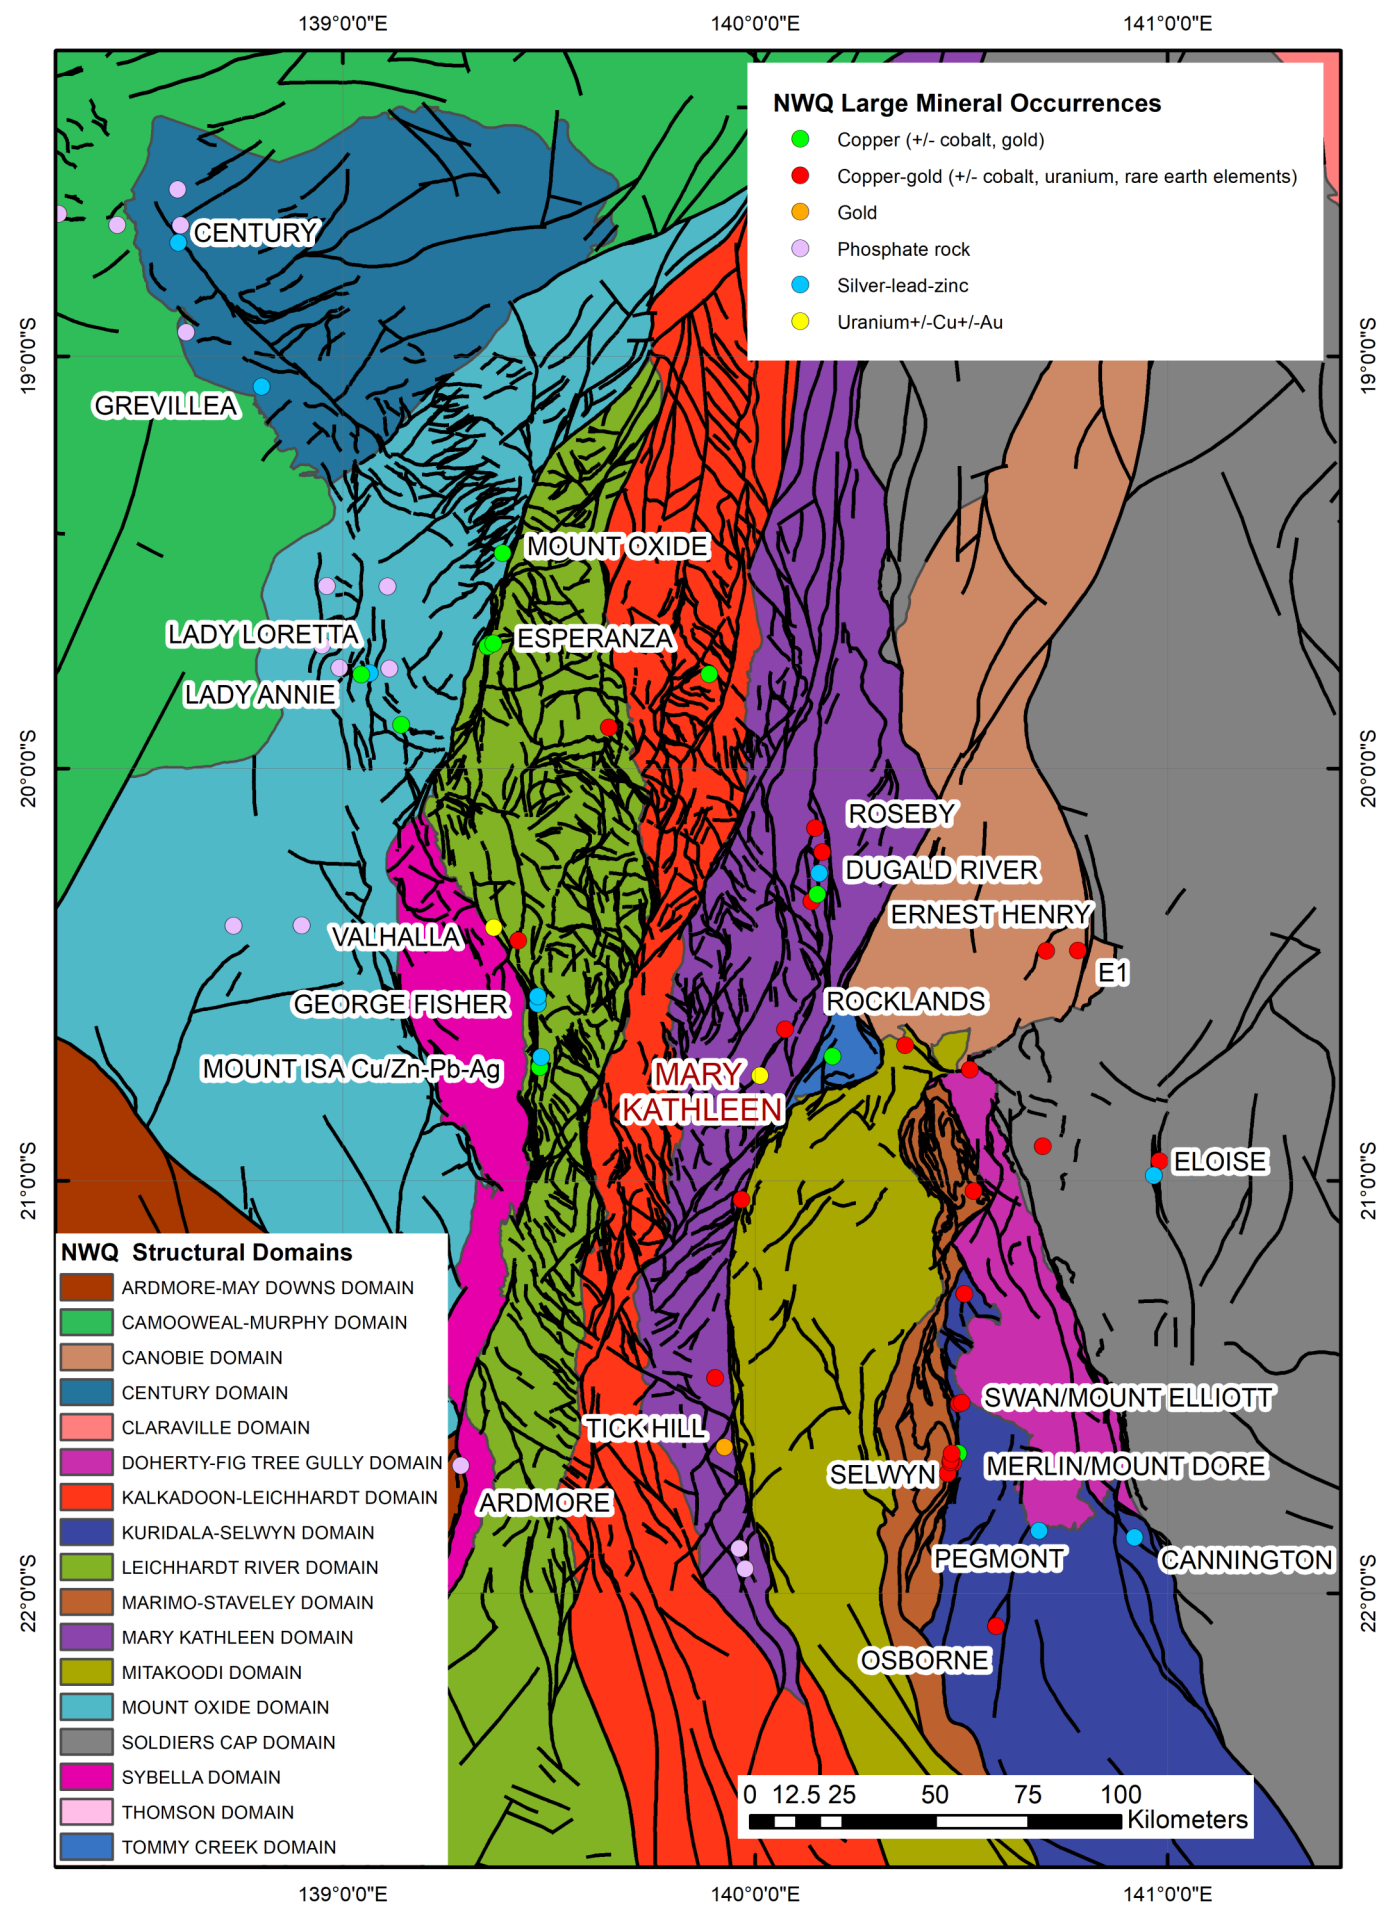 139°0'0"E
140°0'0"E
141°0'0"E
NWQ Large Mineral Occurrences
Copper (+/- cobalt, gold)
Copper-gold (+/- cobalt, uranium, rare earth elements)
Gold
Phosphate rock
Silver-lead-zinc
Uranium+/-Cu+/-Au
CENTURY
19°0'0"S
19°0'0"S
GREVILLEA
MOUNT OXIDE
LADY LORETTA
ESPERANZA
LADY ANNIE
20°0'0"S
20°0'0"S
ROSEBY
DUGALD RIVER
ERNEST HENRY
VALHALLA
E1
GEORGE FISHER
ROCKLANDS
MOUNT ISA Cu/Zn-Pb-Ag
MARY
KATHLEEN
ELOISE
21°0'0"S
21°0'0"S
NWQ Structural Domains
ARDMORE-MAY DOWNS DOMAIN
CAMOOWEAL-MURPHY DOMAIN
CANOBIE DOMAIN
CENTURY DOMAIN
CLARAVILLE DOMAIN
DOHERTY-FIG TREE GULLY DOMAIN
KALKADOON-LEICHHARDT DOMAIN
KURIDALA-SELWYN DOMAIN
LEICHHARDT RIVER DOMAIN
MARIMO-STAVELEY DOMAIN
MARY KATHLEEN DOMAIN
MITAKOODI DOMAIN
MOUNT OXIDE DOMAIN
SOLDIERS CAP DOMAIN
SYBELLA DOMAIN
THOMSON DOMAIN
TOMMY CREEK DOMAIN
SWAN/MOUNT ELLIOTT
TICK HILL
SELWYN
MERLIN/MOUNT DORE
ARDMORE
PEGMONT
CANNINGTON
22°0'0"S
22°0'0"S
OSBORNE
0 12.5 25 50 75 100
Kilometers
139°0'0"E
140°0'0"E
141°0'0"E